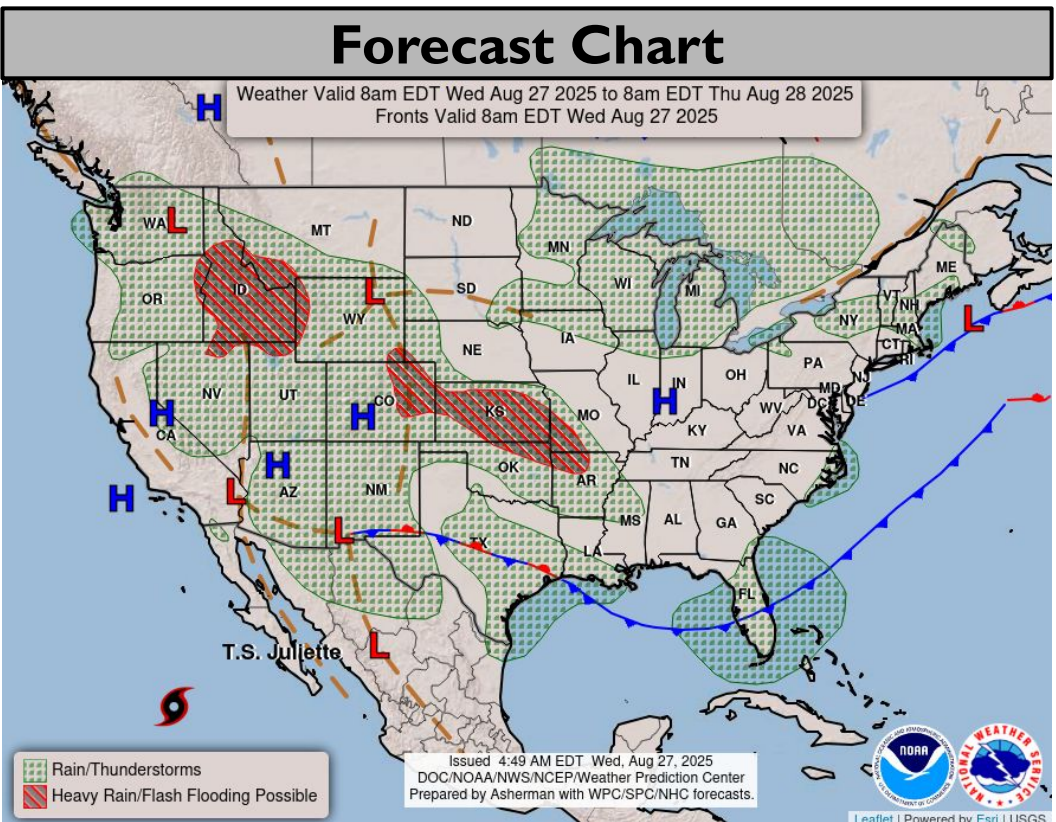 Forecast Chart
Weather Valid 8am EDT Wed Aug 27 2025 to 8am EDT Thu Aug 28 2025
Fronts Valid 8am EDT Wed Aug 27 2025
H
WA
L
MT
ND
MN
ME
OR
ID
WY
L
SD
WI
MI
VT
NH
NY
MA
L
CT
RI
IA
NE
PA
NJ
NV
UT
CO
H
KS
MO
IL
IN
H
OH
MD
DC
DE
WV
H
CA
KY
VA
H
AZ
NM
OK
AR
TN
NC
H
L
SC
MS
AL
GA
L
TX
LA
FL
T.S. Juliette
L
Rain/Thunderstorms
Heavy Rain/Flash Flooding Possible
Issued 4:49 AM EDT Wed, Aug 27, 2025
DOC/NOAA/NWS/NCEP/Weather Prediction Center
Prepared by Asherman with WPC/SPC/NHC forecasts.
NOAA
NATIONAL WEATHER SERVICE
Leaflet | Powered by Esri | USGS